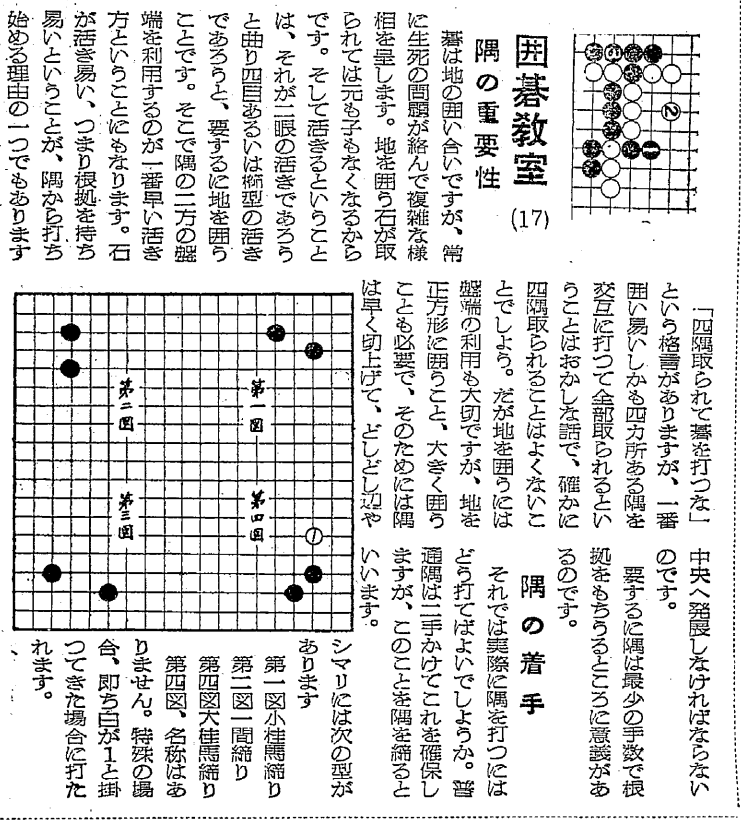 囲碁教室
(17)
隅の重要性
碁は地の囲い合いですが、常
に生死の問題が絡んで複雑な様
相を呈します。地を囲う石が取
られては元も子もなくなるから
です。そして活きるということ
は、それが二眼の活きであろう
と曲り四目あるいは櫛型の活き
であろうと、要するに地を囲う
ことです。そこで隅の二方の盤
端を利用するのが一番早い活き
方ということにもなります。石
が活き易い、つまり根拠を持ち
易いということが、隅から打ち
始める理由の一つでもあります
「四隅取られて碁を打つな」
という格言がありますが、一番
囲い易いしかも四カ所ある隅を
交互に打つて全部取られるとい
うことはおかしな話で、確かに
四隅取られることはよくないこ
とでしよう。だが地を囲うには
盤端の利用も大切ですが、地を
正方形に囲うこと、大きく囲う
ことも必要で、そのためには隅
は早く切上げて、どしどし辺や
中央へ発展しなければならない
のです。
要するに隅は最少の手数で根
拠をもちうるところに意義があ
るのです。
隅の着手
それでは実際に隅を打つには
どう打てばよいでしようか。普
通隅は二手かけてこれを確保し
ますが、このことを隅を締ると
いいます。
シマリには次の型が
あります
第一図小桂馬締り
第二図一間締り
第四図大桂馬締り
第四図、名称はあ
りません。特殊の場
合、即ち白が1と掛
つてきた場合に打た
れます。
2
第一図
第二図
第三図
第四図
1